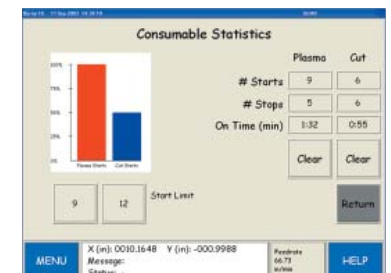 Consumable Statistics
Plasma Cut
# Starts 9 6
# Stops 5 6
On Time (min) 1:32 0:55
Clear Clear
100%
75%
50%
25%
0%
Plasma Starts Cut Starts
9 12 Start Limit
Return
MENU
X (in): 0010.1648 Y (in): -000.9988
Message:
Status:
Feedrate
66.73
in/min
HELP